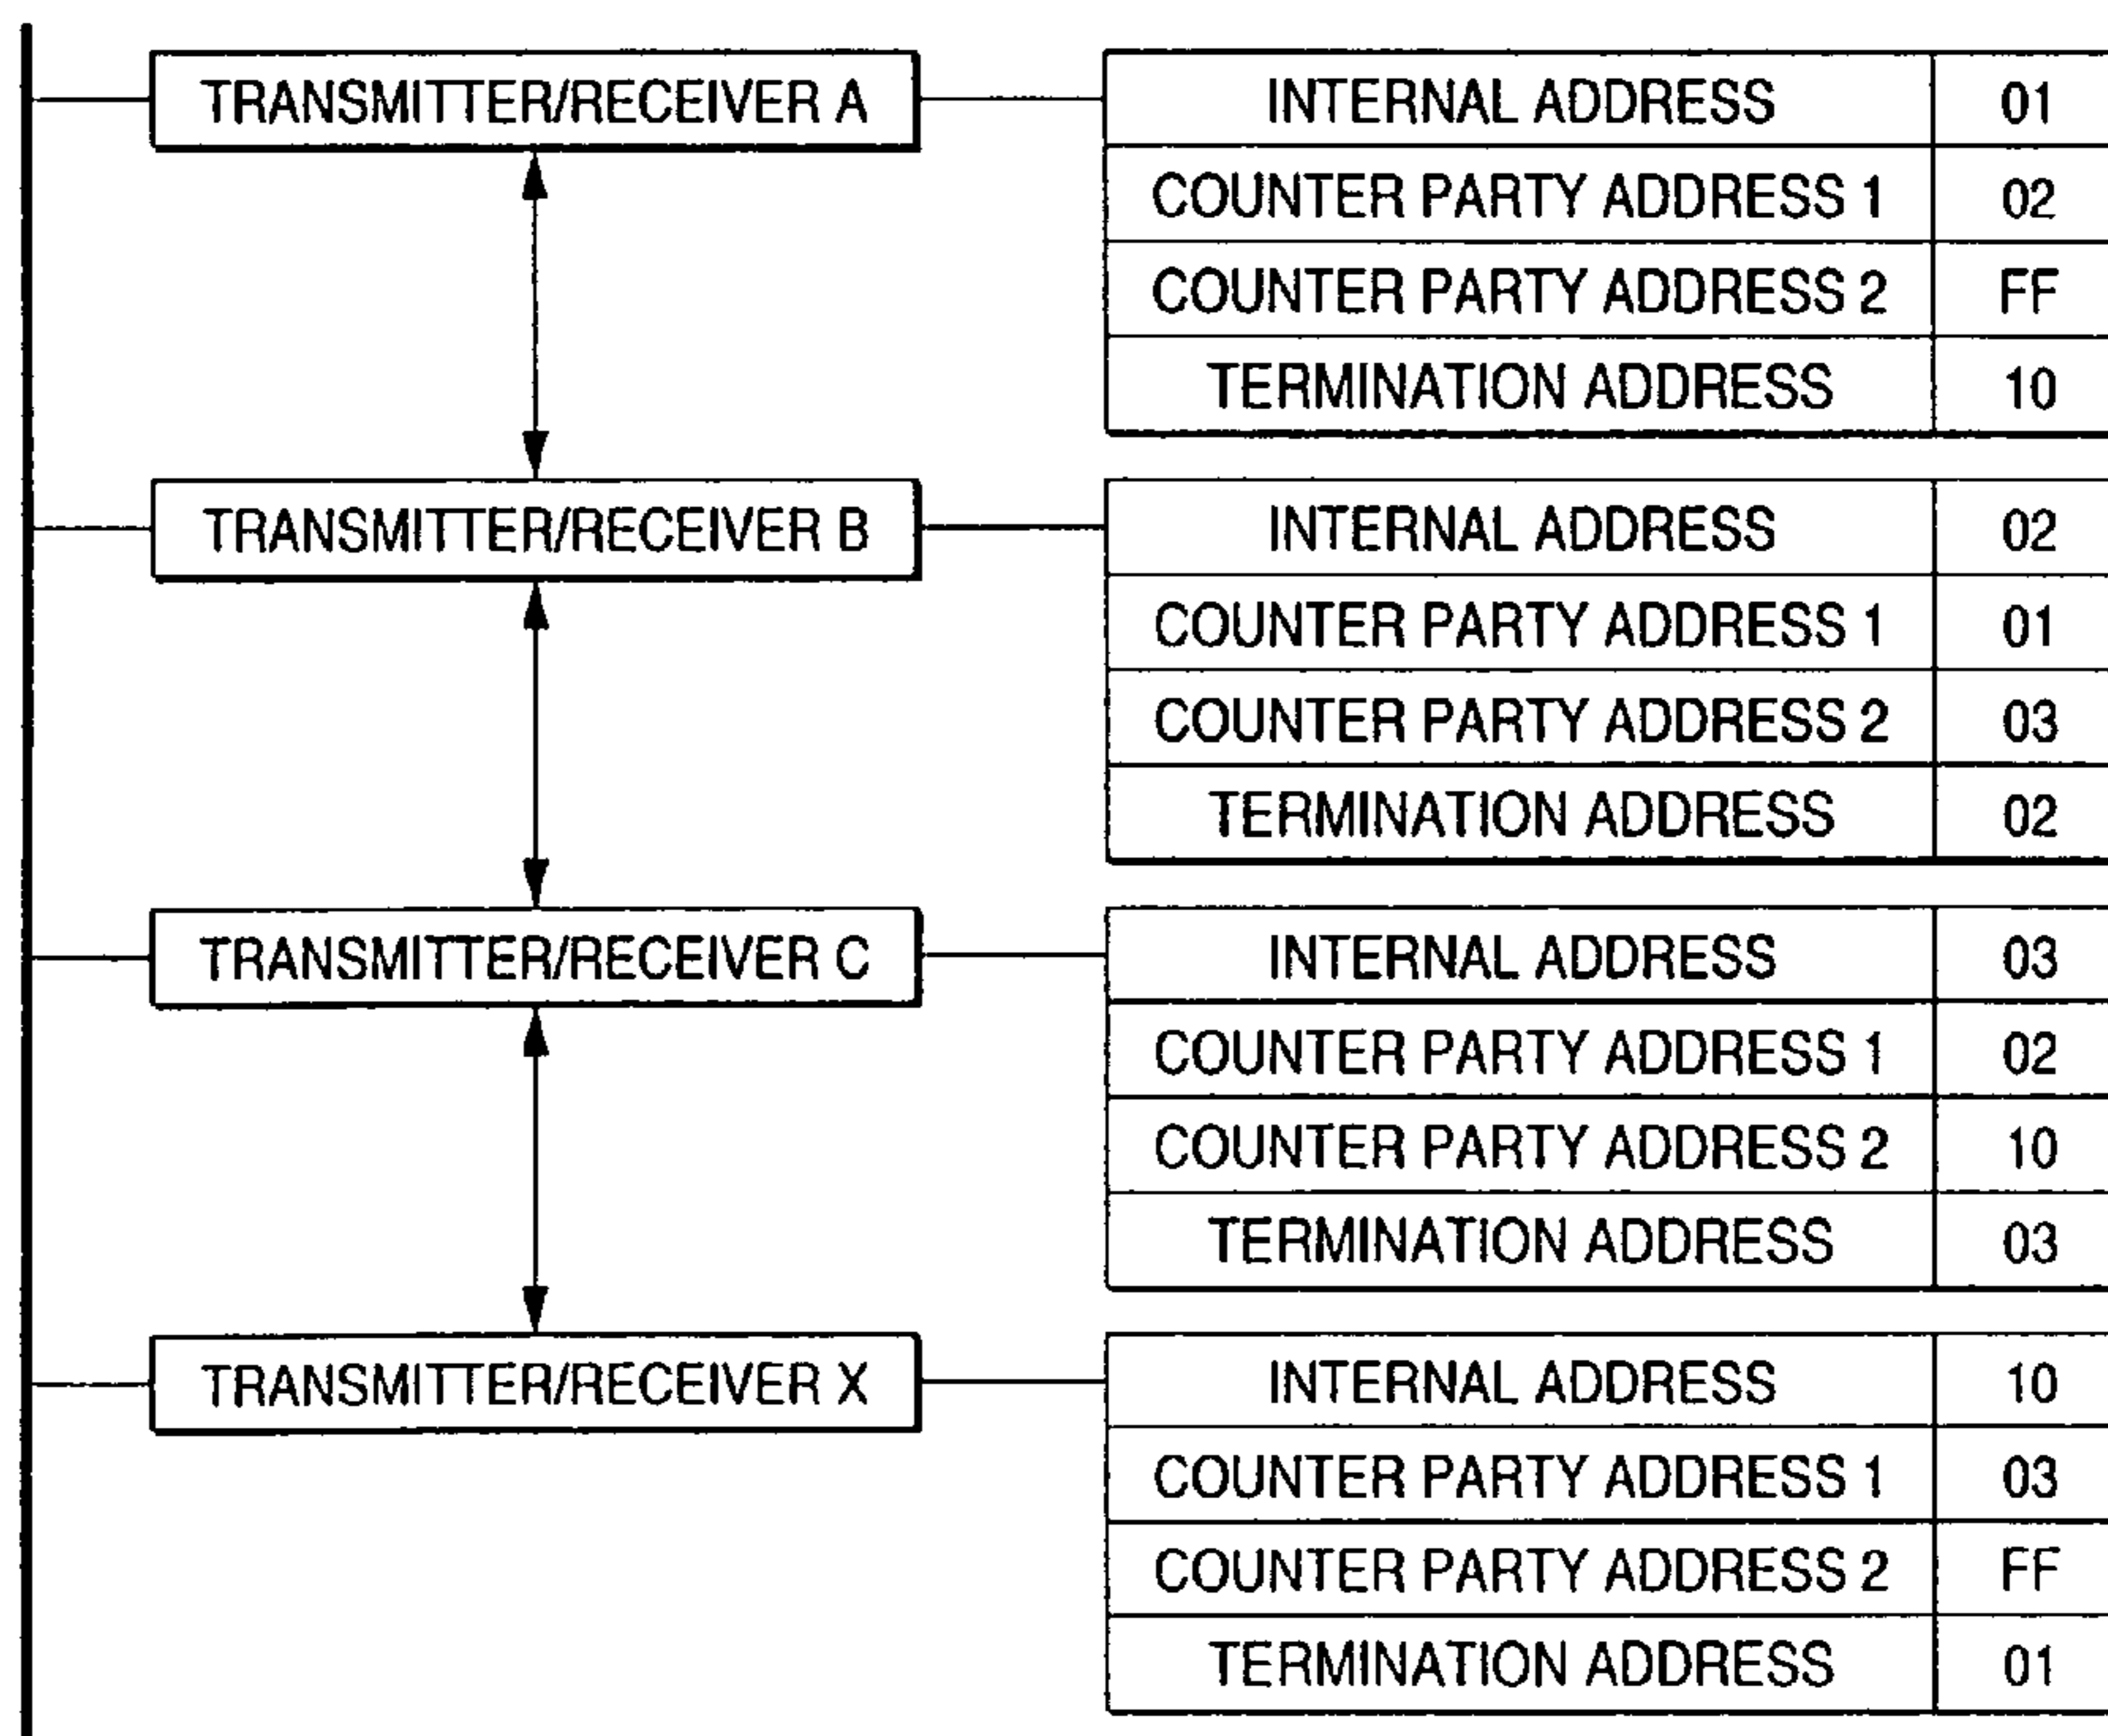 TRANSMITTER/RECEIVER A
INTERNAL ADDRESS 01
COUNTER PARTY ADDRESS 1 02
COUNTER PARTY ADDRESS 2 FF
TERMINATION ADDRESS 10
TRANSMITTER/RECEIVER B
INTERNAL ADDRESS 02
COUNTER PARTY ADDRESS 1 01
COUNTER PARTY ADDRESS 2 03
TERMINATION ADDRESS 02
TRANSMITTER/RECEIVER C
INTERNAL ADDRESS 03
COUNTER PARTY ADDRESS 1 02
COUNTER PARTY ADDRESS 2 10
TERMINATION ADDRESS 03
TRANSMITTER/RECEIVER X
INTERNAL ADDRESS 10
COUNTER PARTY ADDRESS 1 03
COUNTER PARTY ADDRESS 2 FF
TERMINATION ADDRESS 01